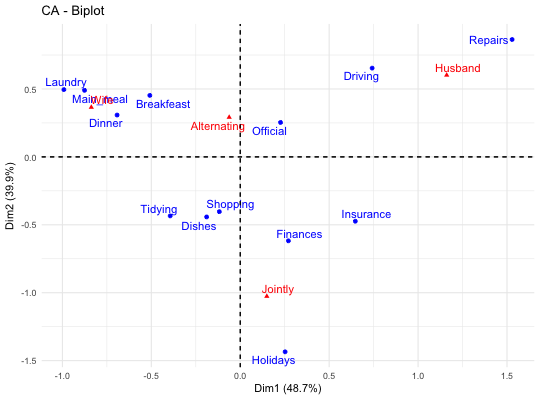 CA - Biplot
Repairs
Husband
Driving
Laundry
Main_meal
Wife
Breakfeast
Dinner
Alternating
Official
Tidying
Shopping
Dishes
Insurance
Finances
Jointly
Holidays
0.5
0.0
-0.5
-1.0
-1.5
Dim2 (39.9%)
-1.0 -0.5 0.0 0.5 1.0 1.5
Dim1 (48.7%)